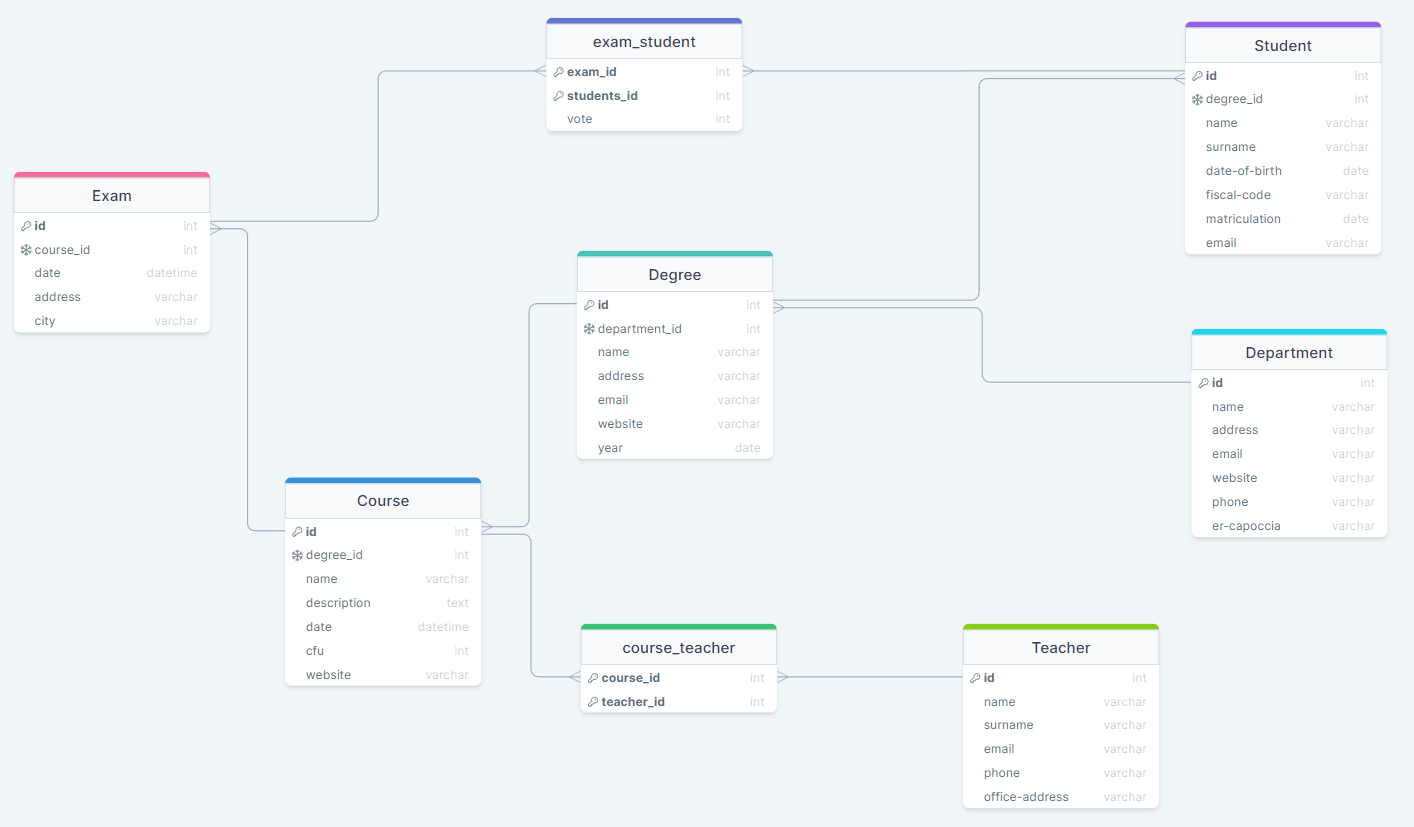 exam_student
exam_id int
students_id int
vote int
Student
id int
degree_id int
name varchar
surname varchar
date-of-birth date
fiscal-code varchar
matriculation date
email varchar
Exam
id int
course_id int
date datetime
address varchar
city varchar
Degree
id int
department_id int
name varchar
address varchar
email varchar
website varchar
year date
Department
id int
name varchar
address varchar
email varchar
website varchar
phone varchar
er-capoccia varchar
Course
id int
degree_id int
name varchar
description text
date datetime
cfu int
website varchar
course_teacher
course_id int
teacher_id int
Teacher
id int
name varchar
surname varchar
email varchar
phone varchar
office-address varchar